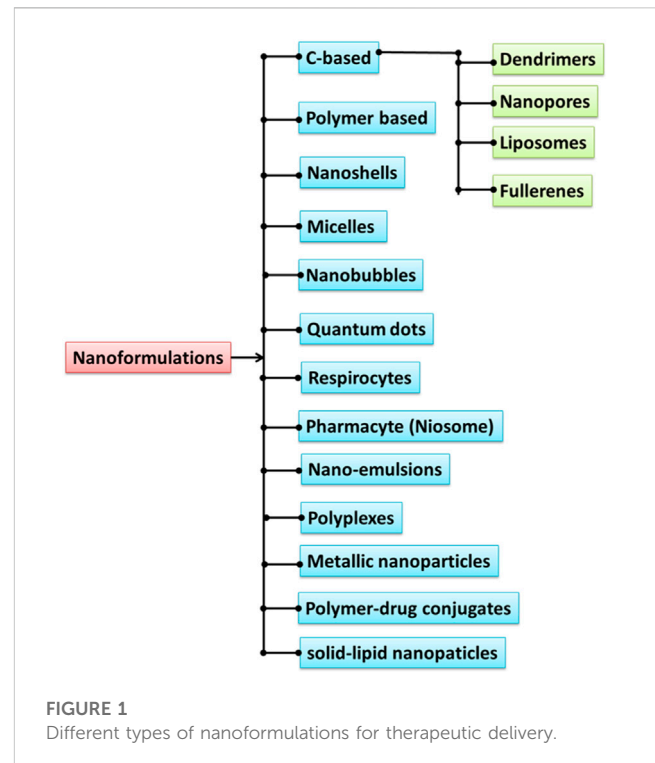 C-based
Dendrimers
Nanopores
Liposomes
Fullerenes
Polymer based
Nanoshells
Micelles
Nanobubbles
Quantum dots
Nanoformulations
Respirocytes
Pharmacyte (Niosome)
Nano-emulsions
Polyplexes
Metallic nanoparticles
Polymer-drug conjugates
solid-lipid nanopaticles
FIGURE 1
Different types of nanoformulations for therapeutic delivery.